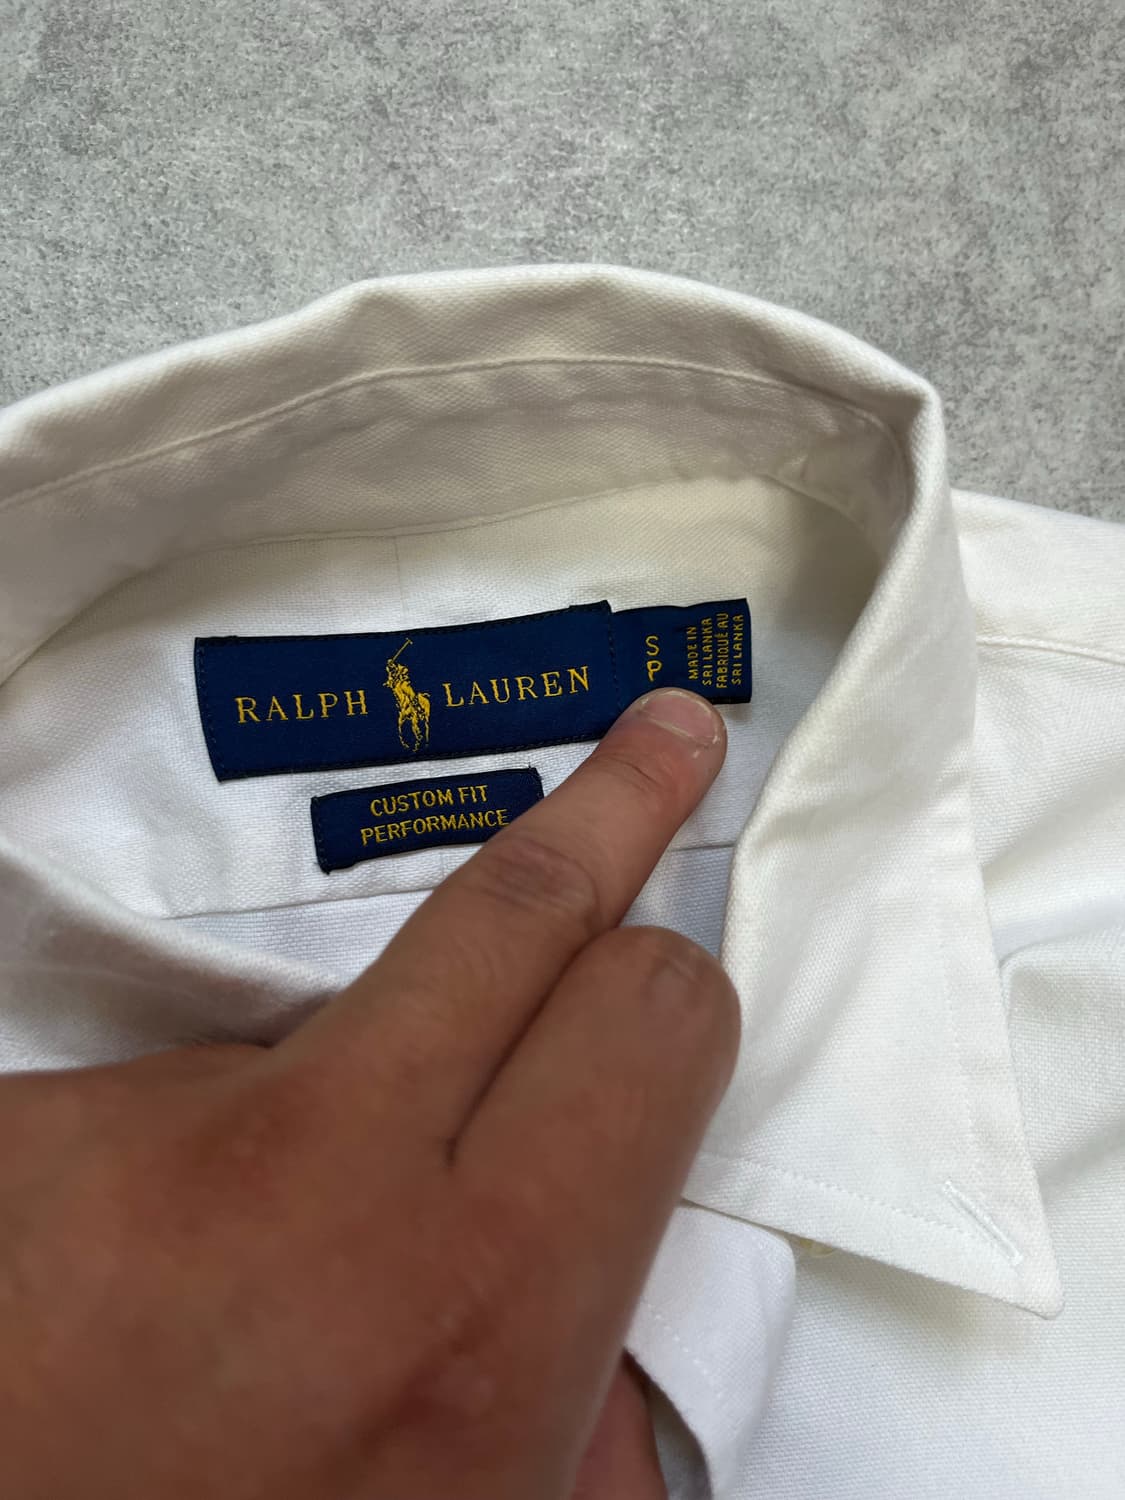 RALPH LAUREN
S
P
MADE IN
SRI LANKA
FABRIQUÉ AU
SRI LANKA
CUSTOM FIT
PERFORMANCE